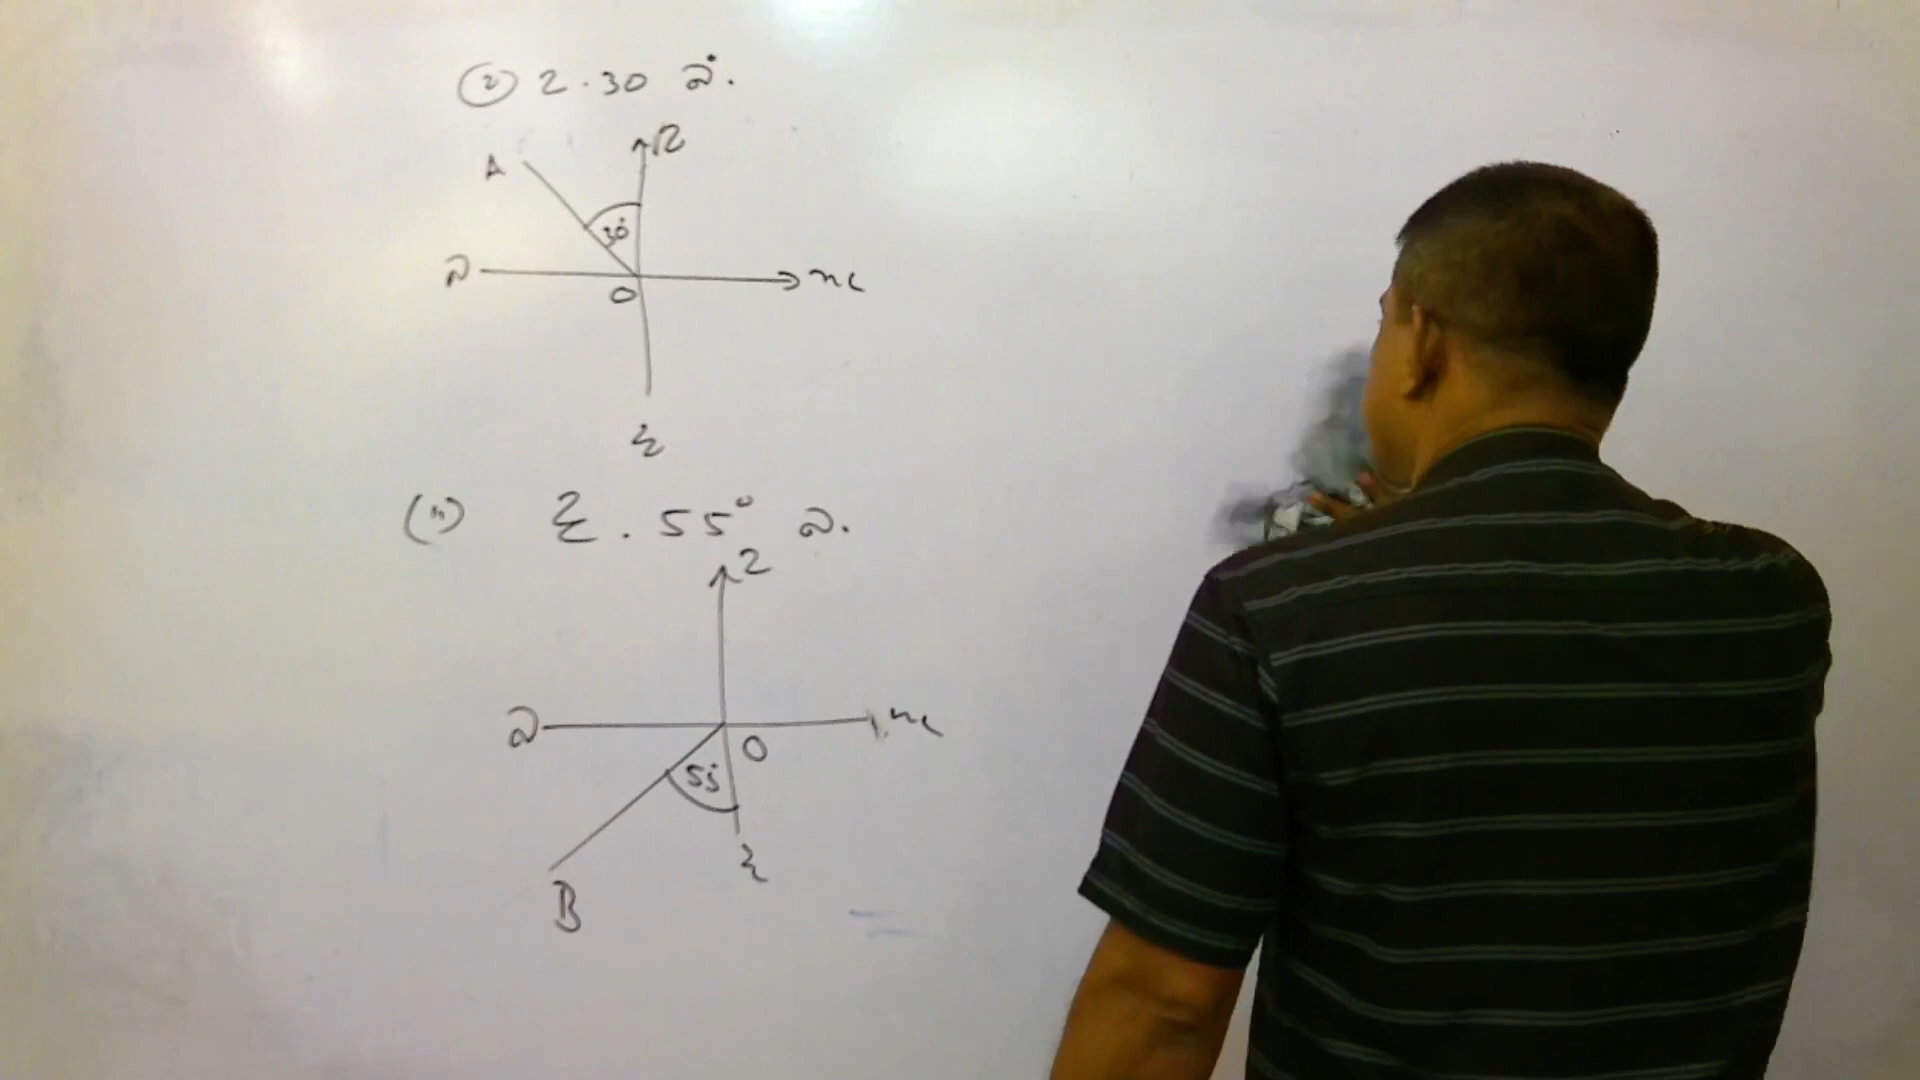 (i) උ. 30° බ.
උ
A
30°
බ
නැ
O
ද
(ii) ද. 55° බ.
උ
බ
නැ
O
55°
ද
B